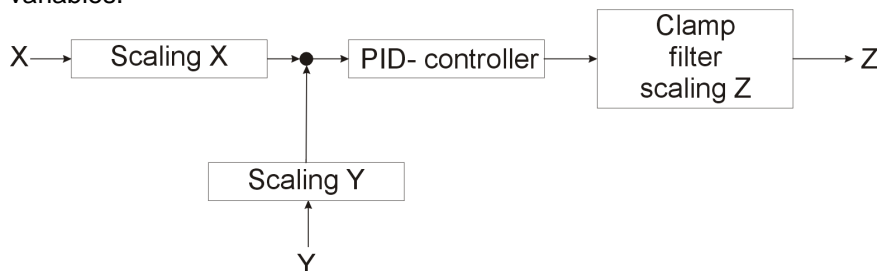 variables.
X
Scaling X
PID- controller
Clamp
filter
scaling Z
Z
Scaling Y
Y